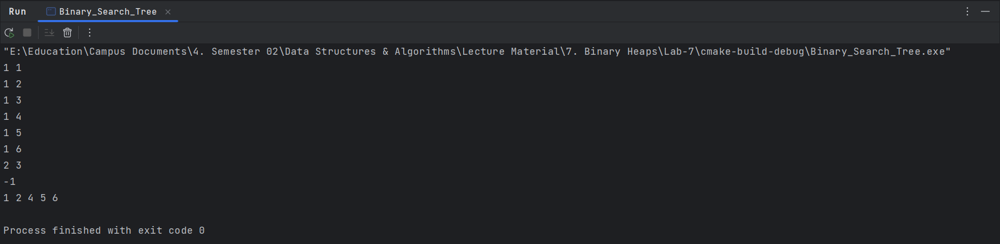 Run Binary_Search_Tree
"E:\Education\Campus Documents\4. Semester 02\Data Structures & Algorithms\Lecture Material\7. Binary Heaps\Lab-7\cmake-build-debug\Binary_Search_Tree.exe"
1 1
1 2
1 3
1 4
1 5
1 6
2 3
-1
1 2 4 5 6
Process finished with exit code 0